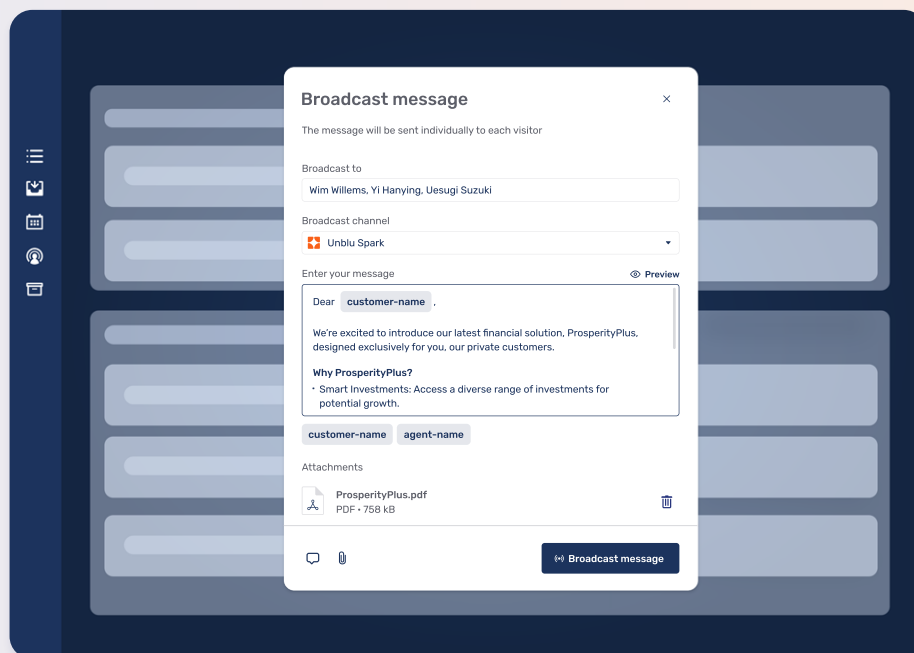 Broadcast message
The message will be sent individually to each visitor
Broadcast to
Wim Willems, Yi Hanying, Uesugi Suzuki
Broadcast channel
Unblu Spark
Enter your message
Preview
Dear customer-name ,
We're excited to introduce our latest financial solution, ProsperityPlus,
designed exclusively for you, our private customers.
Why ProsperityPlus?
• Smart Investments: Access a diverse range of investments for
potential growth.
customer-name agent-name
Attachments
ProsperityPlus.pdf
PDF • 758 kB
Broadcast message